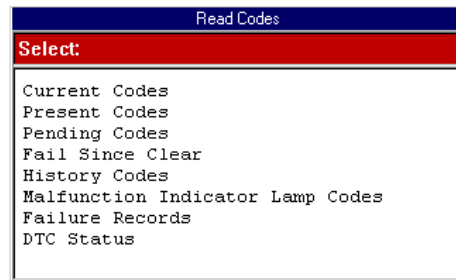 Read Codes
Select:
Current Codes
Present Codes
Pending Codes
Fail Since Clear
History Codes
Malfunction Indicator Lamp Codes
Failure Records
DTC Status